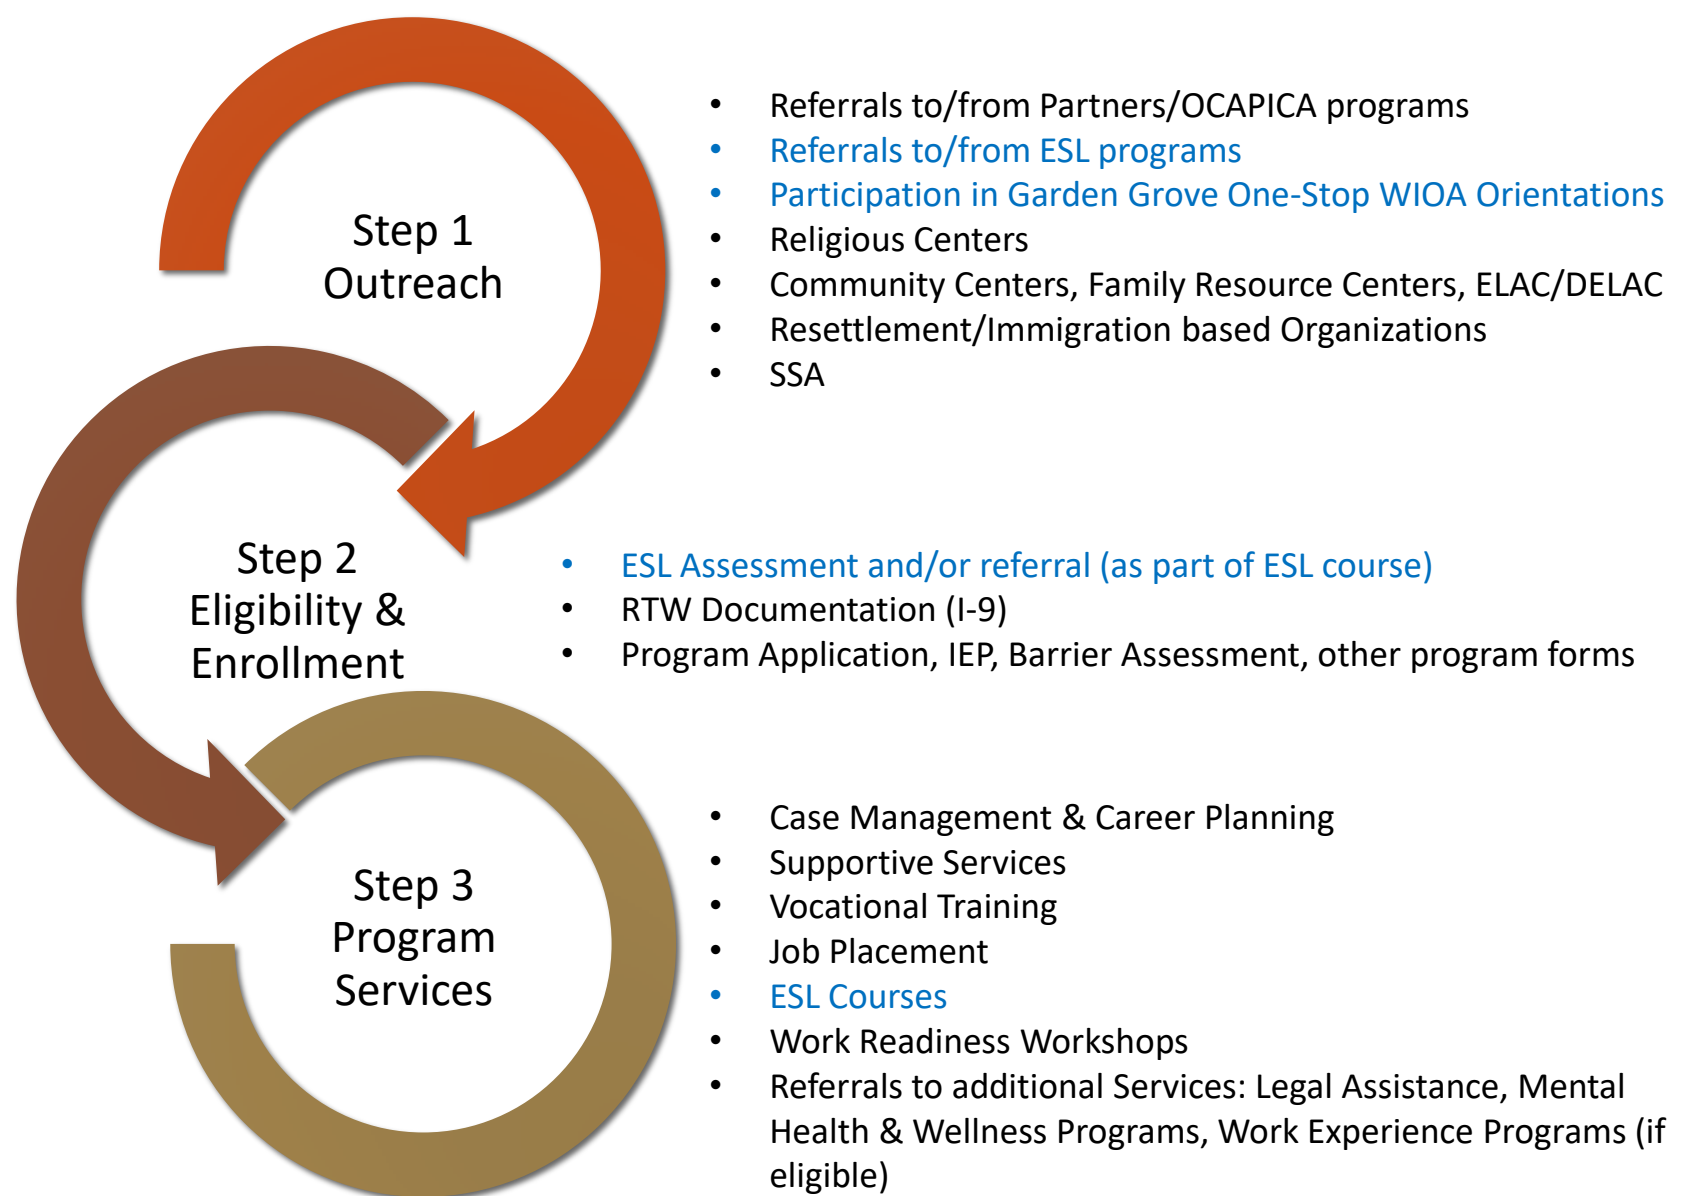 Step 1
Outreach
• Referrals to/from Partners/OCAPICA programs
• Referrals to/from ESL programs
• Participation in Garden Grove One-Stop WIOA Orientations
• Religious Centers
• Community Centers, Family Resource Centers, ELAC/DELAC
• Resettlement/Immigration based Organizations
• SSA
Step 2
Eligibility &
Enrollment
• ESL Assessment and/or referral (as part of ESL course)
• RTW Documentation (I-9)
• Program Application, IEP, Barrier Assessment, other program forms
Step 3
Program
Services
• Case Management & Career Planning
• Supportive Services
• Vocational Training
• Job Placement
• ESL Courses
• Work Readiness Workshops
• Referrals to additional Services: Legal Assistance, Mental
Health & Wellness Programs, Work Experience Programs (if
eligible)